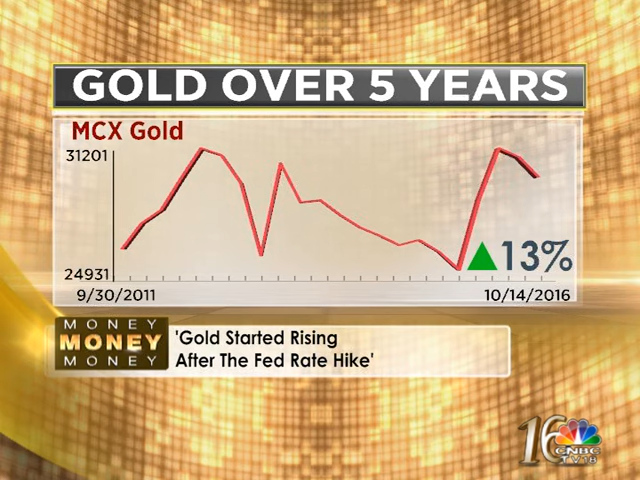 GOLD OVER 5 YEARS
MCX Gold
31201
13%
24931
9/30/2011
10/14/2016
MONEY
MONEY
MONEY
'Gold Started Rising
After The Fed Rate Hike'
16
CNBC
TV18